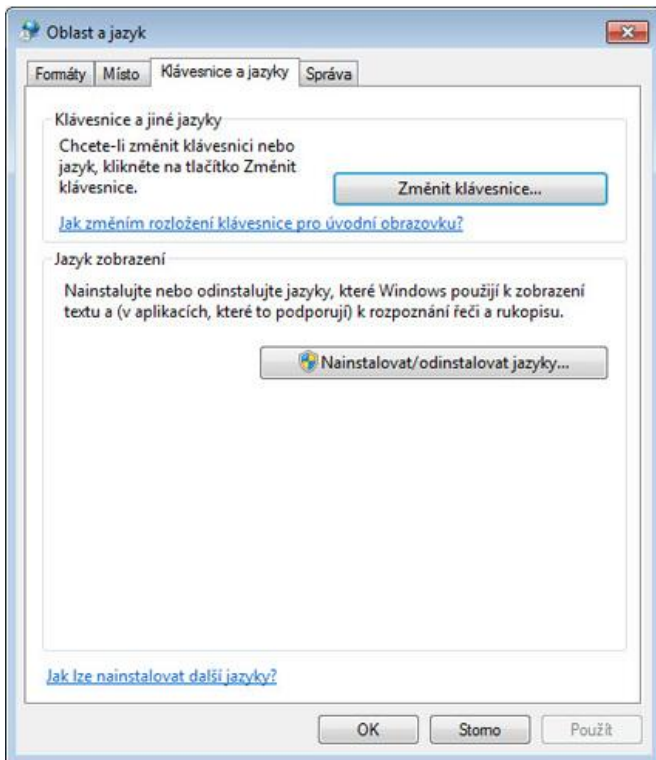 Oblast a jazyk
Formáty Místo Klávesnice a jazyky Správa
Klávesnice a jiné jazyky
Chcete-li změnit klávesnici nebo
jazyk, klikněte na tlačítko Změnit
klávesnice.
Změnit klávesnice...
Jak změním rozložení klávesnice pro úvodní obrazovku?
Jazyk zobrazení
Nainstalujte nebo odinstalujte jazyky, které Windows použijí k zobrazení
textu a (v aplikacích, které to podporují) k rozpoznání řeči a rukopisu.
Nainstalovat/odinstalovat jazyky...
Jak lze nainstalovat další jazyky?
OK Storno Použít